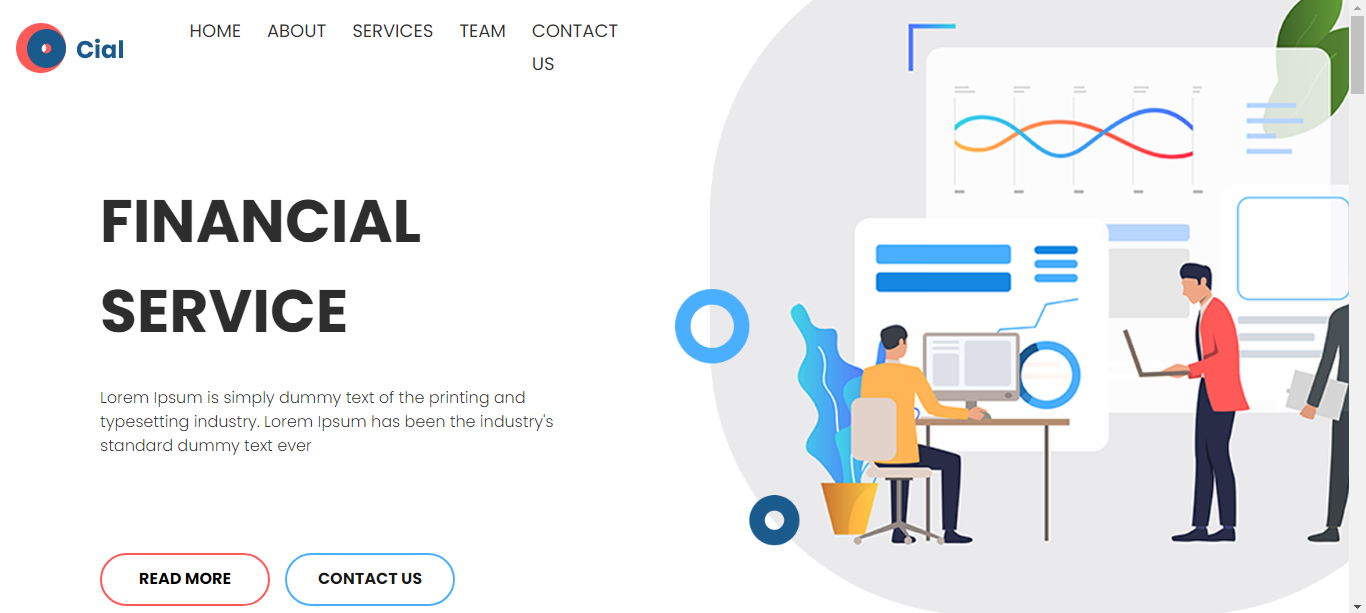 Cial
HOME ABOUT SERVICES TEAM CONTACT
US
FINANCIAL
SERVICE
Lorem Ipsum is simply dummy text of the printing and
typesetting industry. Lorem Ipsum has been the industry's
standard dummy text ever
READ MORE CONTACT US